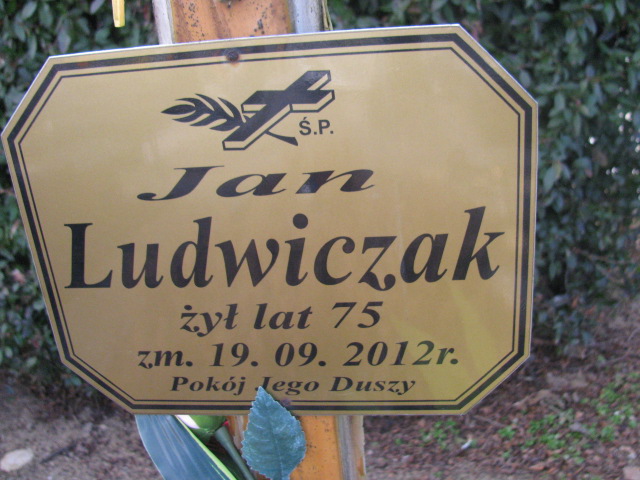 Ś.P.
Jan
Ludwiczak
żył lat 75
zm. 19. 09. 2012r.
Pokój Jego Duszy